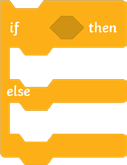 if then
else